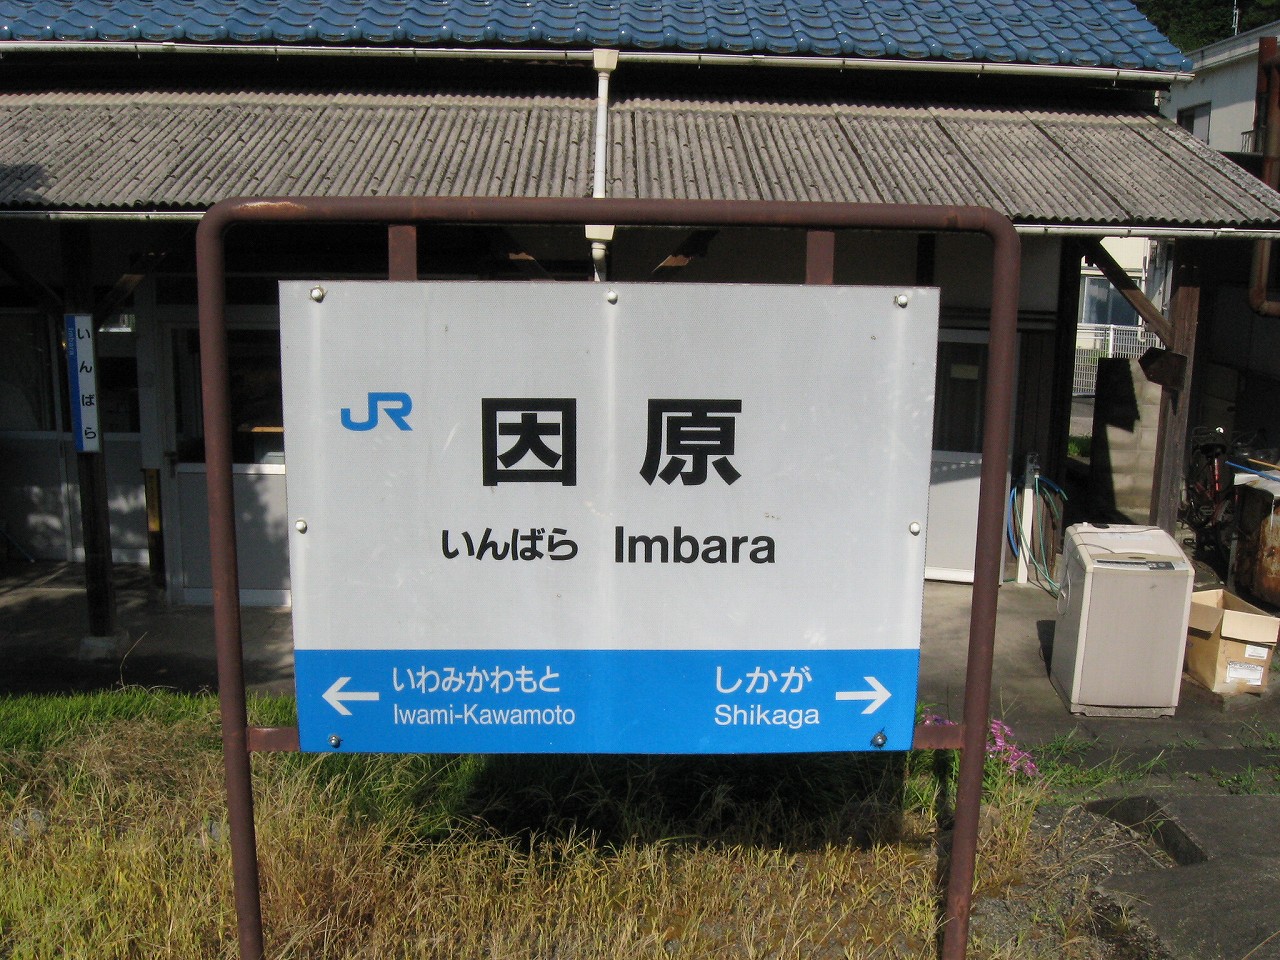 JR
因原
いんばら Imbara
← いわみかわもと しかが →
Iwami-Kawamoto Shikaga
いんばら
Imbara